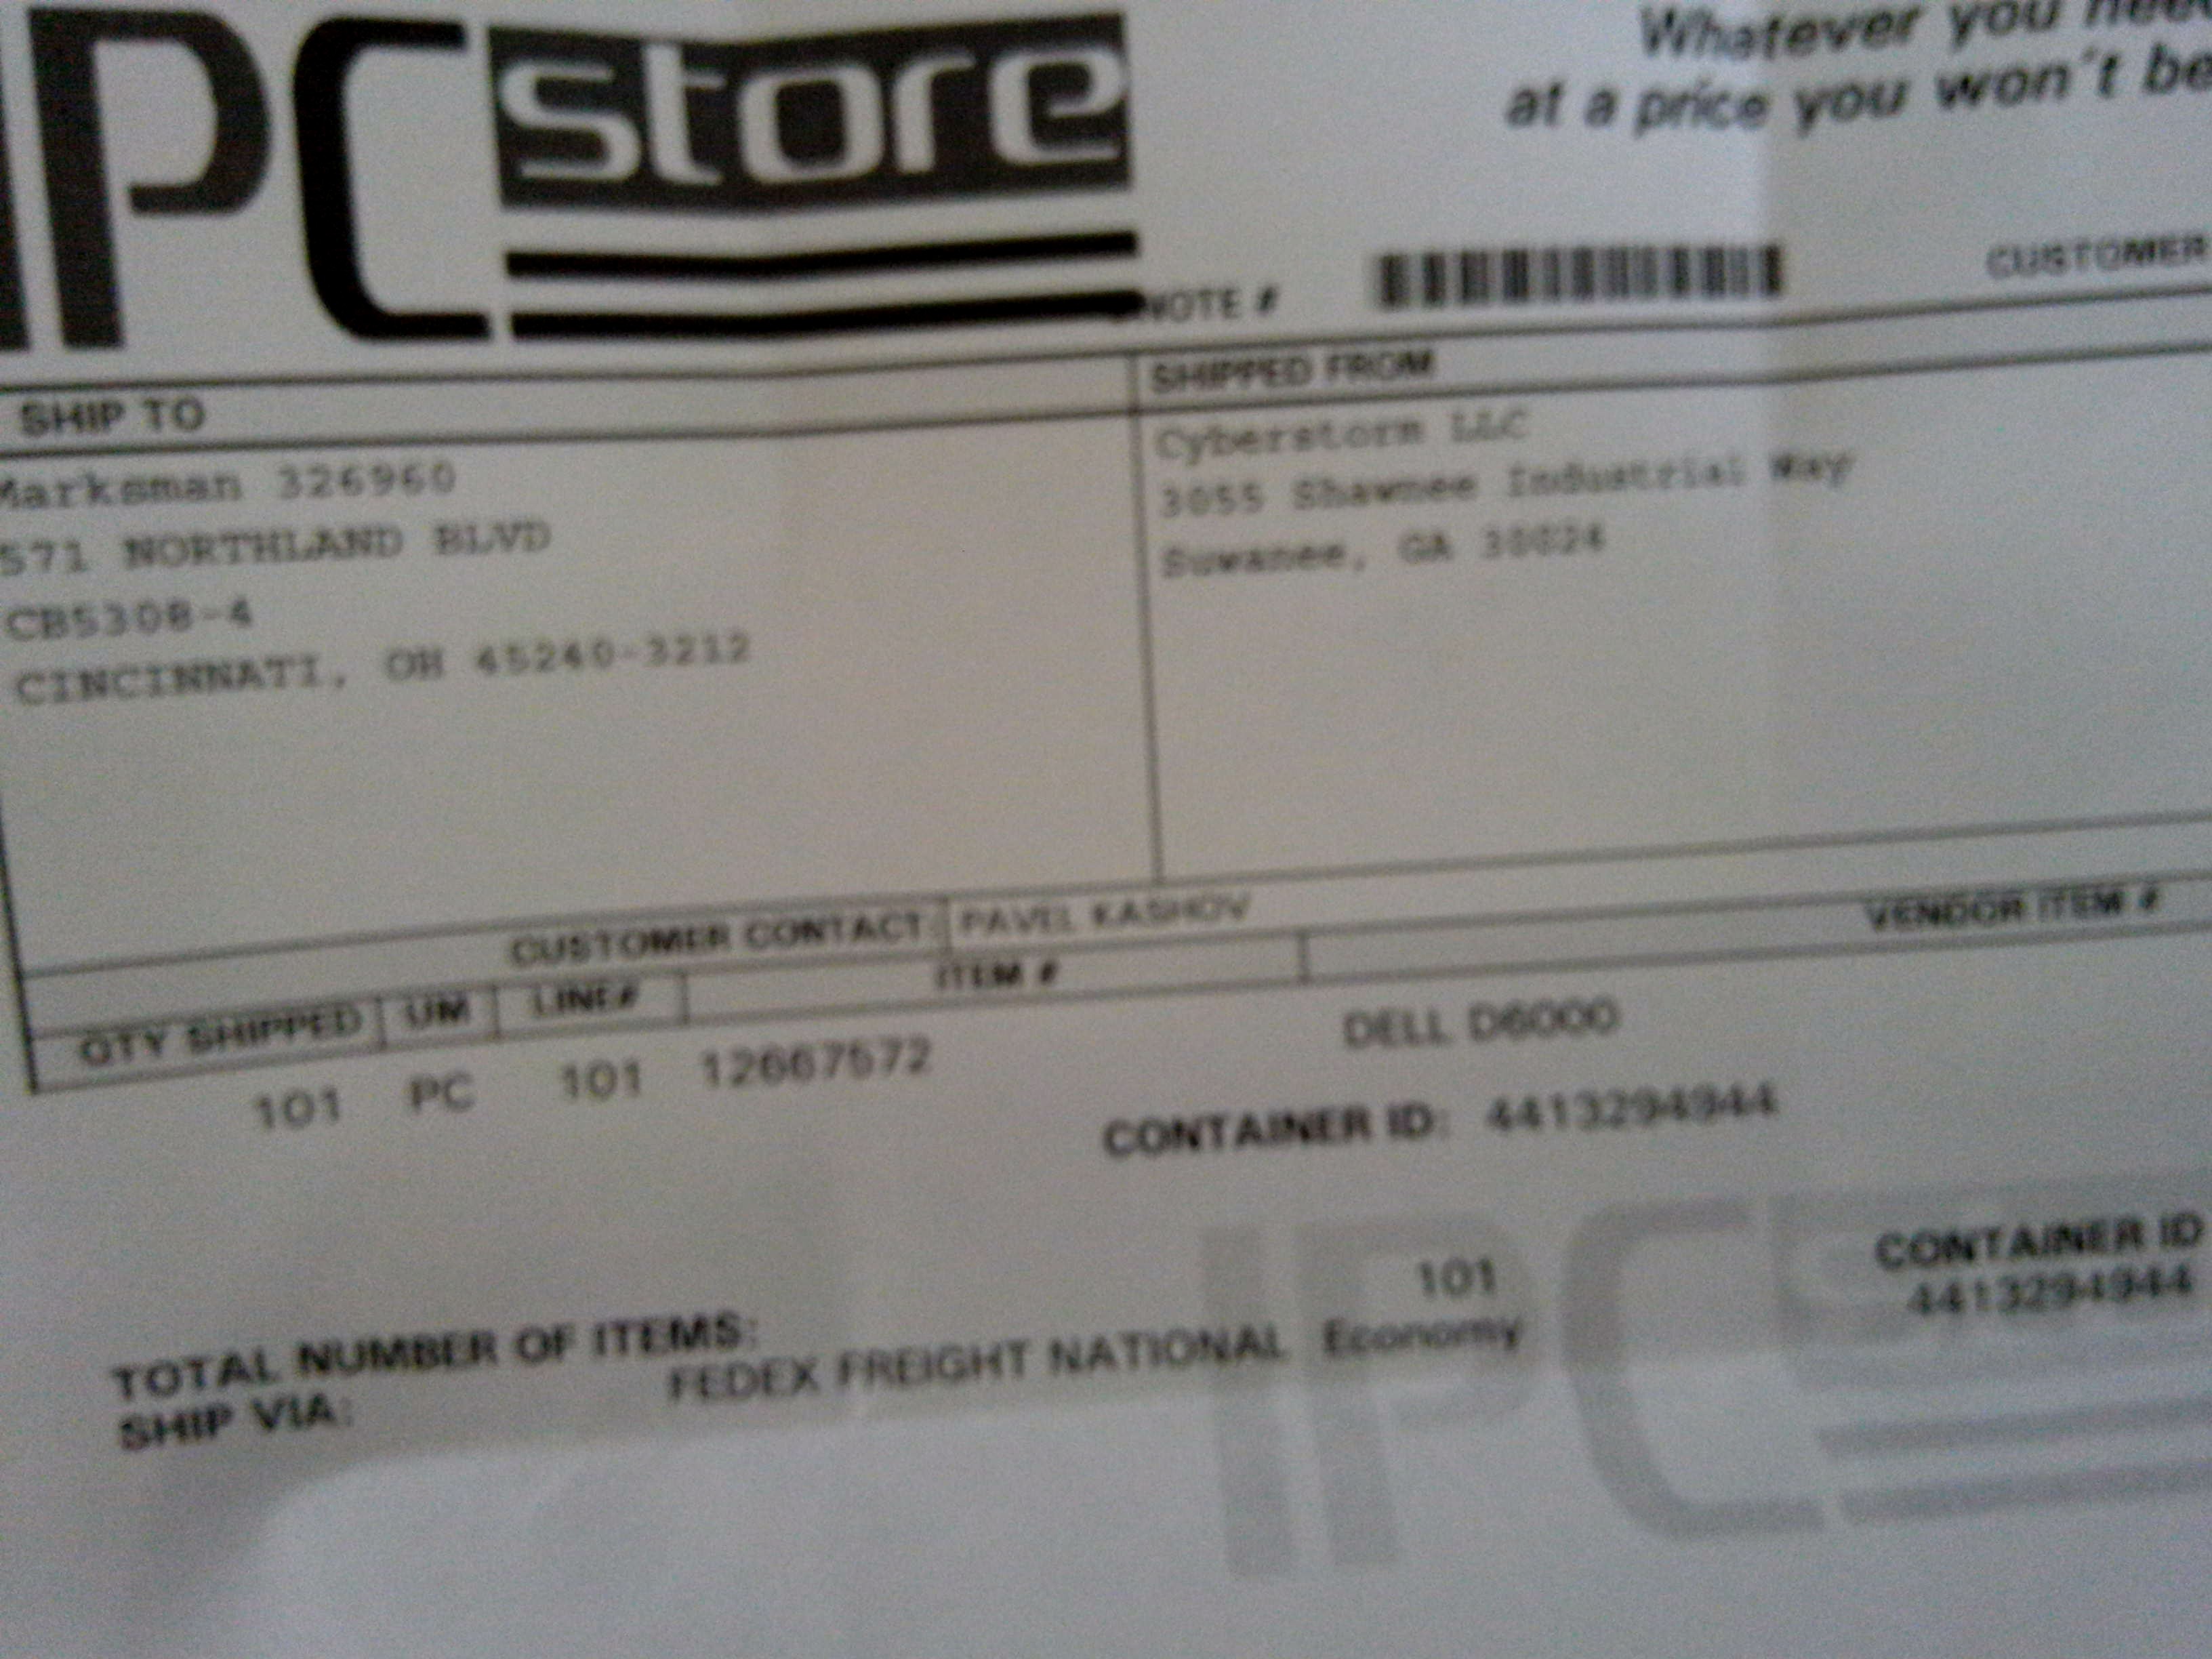 IPC store
Whatever you
at a price you won't be
NOTE #
CUSTOMER
SHIP TO
SHIPPED FROM
Marksman 326960
571 NORTHLAND BLVD
CB5308-4
CINCINNATI, OH 45240-3212
Cyberstorm LLC
3055 Shawnee Industrial Way
Suwanee, GA 30024
CUSTOMER CONTACT: PAVEL KASHOV
QTY SHIPPED UM LINE# ITEM # VENDOR ITEM #
101 PC 101 12667572 DELL D6000
CONTAINER ID: 4413294944
TOTAL NUMBER OF ITEMS: 101
SHIP VIA: FEDEX FREIGHT NATIONAL Economy
CONTAINER ID
4413294944
IPC